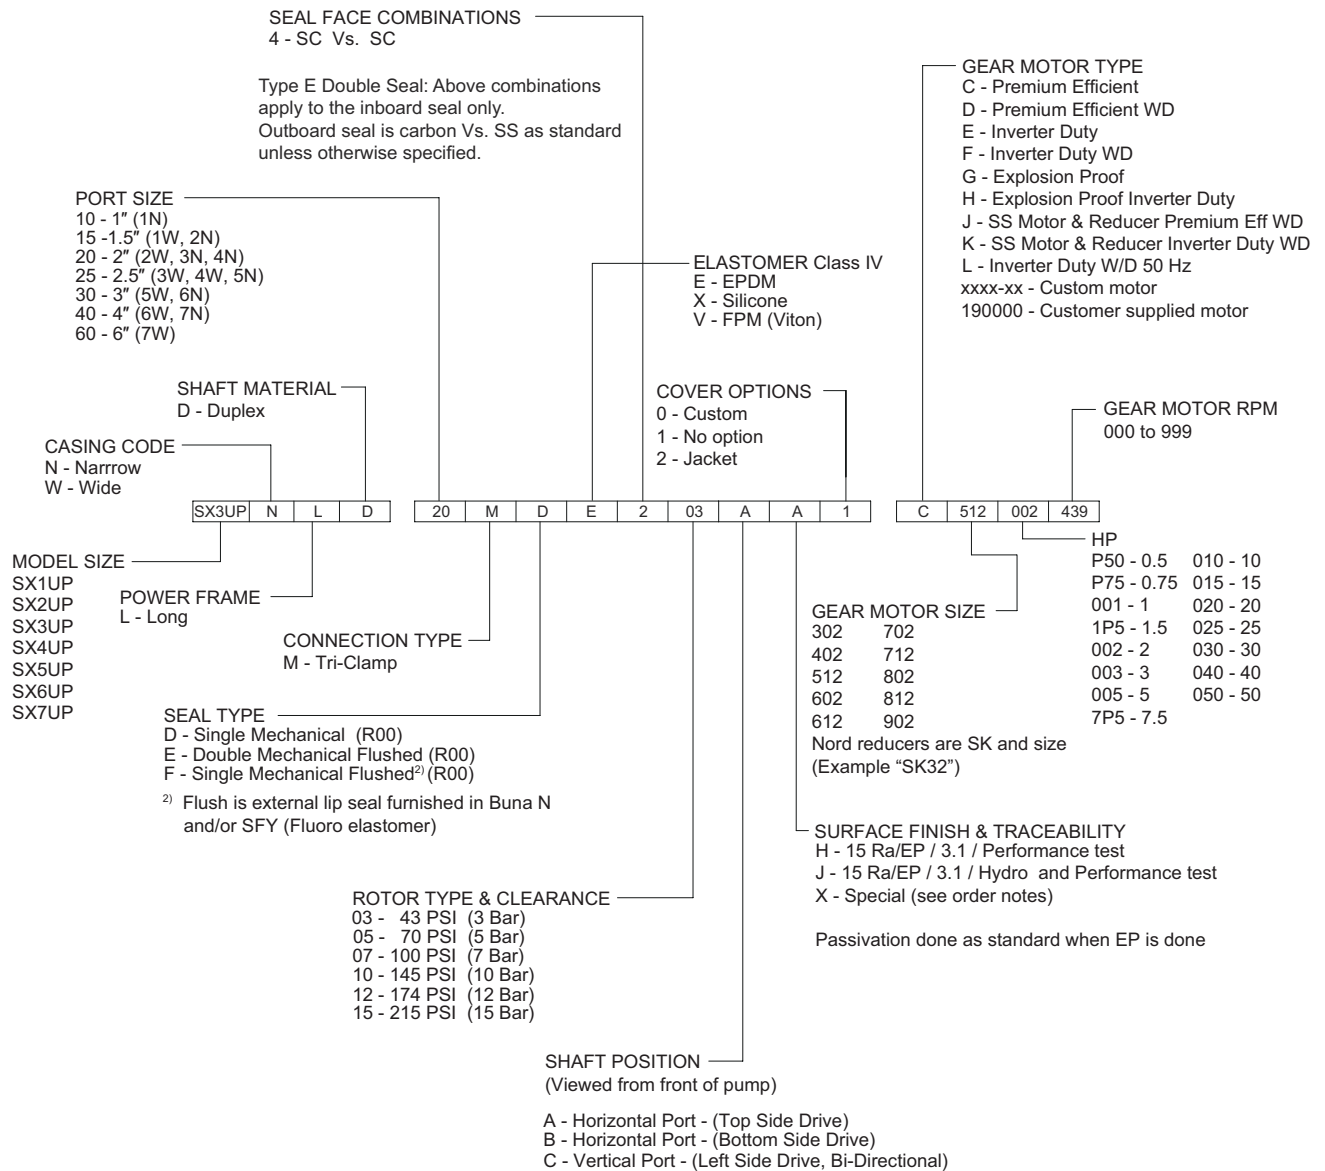 SEAL FACE COMBINATIONS
4 - SC Vs. SC
Type E Double Seal: Above combinations
apply to the inboard seal only.
Outboard seal is carbon Vs. SS as standard
unless otherwise specified.
GEAR MOTOR TYPE
C - Premium Efficient
D - Premium Efficient WD
E - Inverter Duty
F - Inverter Duty WD
G - Explosion Proof
H - Explosion Proof Inverter Duty
J - SS Motor & Reducer Premium Eff WD
K - SS Motor & Reducer Inverter Duty WD
L - Inverter Duty W/D 50 Hz
xxxx-xx - Custom motor
190000 - Customer supplied motor
PORT SIZE
10 - 1″ (1N)
15 -1.5″ (1W, 2N)
20 - 2″ (2W, 3N, 4N)
25 - 2.5″ (3W, 4W, 5N)
30 - 3″ (5W, 6N)
40 - 4″ (6W, 7N)
60 - 6″ (7W)
ELASTOMER Class IV
E - EPDM
X - Silicone
V - FPM (Viton)
SHAFT MATERIAL
D - Duplex
COVER OPTIONS
0 - Custom
1 - No option
2 - Jacket
GEAR MOTOR RPM
000 to 999
CASING CODE
N - Narrrow
W - Wide
SX3UP N L D 20 M D E 2 03 A A 1 C 512 002 439
MODEL SIZE
SX1UP
SX2UP
SX3UP
SX4UP
SX5UP
SX6UP
SX7UP
POWER FRAME
L - Long
CONNECTION TYPE
M - Tri-Clamp
SEAL TYPE
D - Single Mechanical (R00)
E - Double Mechanical Flushed (R00)
F - Single Mechanical Flushed2) (R00)
2) Flush is external lip seal furnished in Buna N
and/or SFY (Fluoro elastomer)
GEAR MOTOR SIZE
302 702
402 712
512 802
602 812
612 902
Nord reducers are SK and size
(Example “SK32”)
HP
P50 - 0.5 010 - 10
P75 - 0.75 015 - 15
001 - 1 020 - 20
1P5 - 1.5 025 - 25
002 - 2 030 - 30
003 - 3 040 - 40
005 - 5 050 - 50
7P5 - 7.5
SURFACE FINISH & TRACEABILITY
H - 15 Ra/EP / 3.1 / Performance test
J - 15 Ra/EP / 3.1 / Hydro and Performance test
X - Special (see order notes)
Passivation done as standard when EP is done
ROTOR TYPE & CLEARANCE
03 - 43 PSI (3 Bar)
05 - 70 PSI (5 Bar)
07 - 100 PSI (7 Bar)
10 - 145 PSI (10 Bar)
12 - 174 PSI (12 Bar)
15 - 215 PSI (15 Bar)
SHAFT POSITION
(Viewed from front of pump)
A - Horizontal Port - (Top Side Drive)
B - Horizontal Port - (Bottom Side Drive)
C - Vertical Port - (Left Side Drive, Bi-Directional)